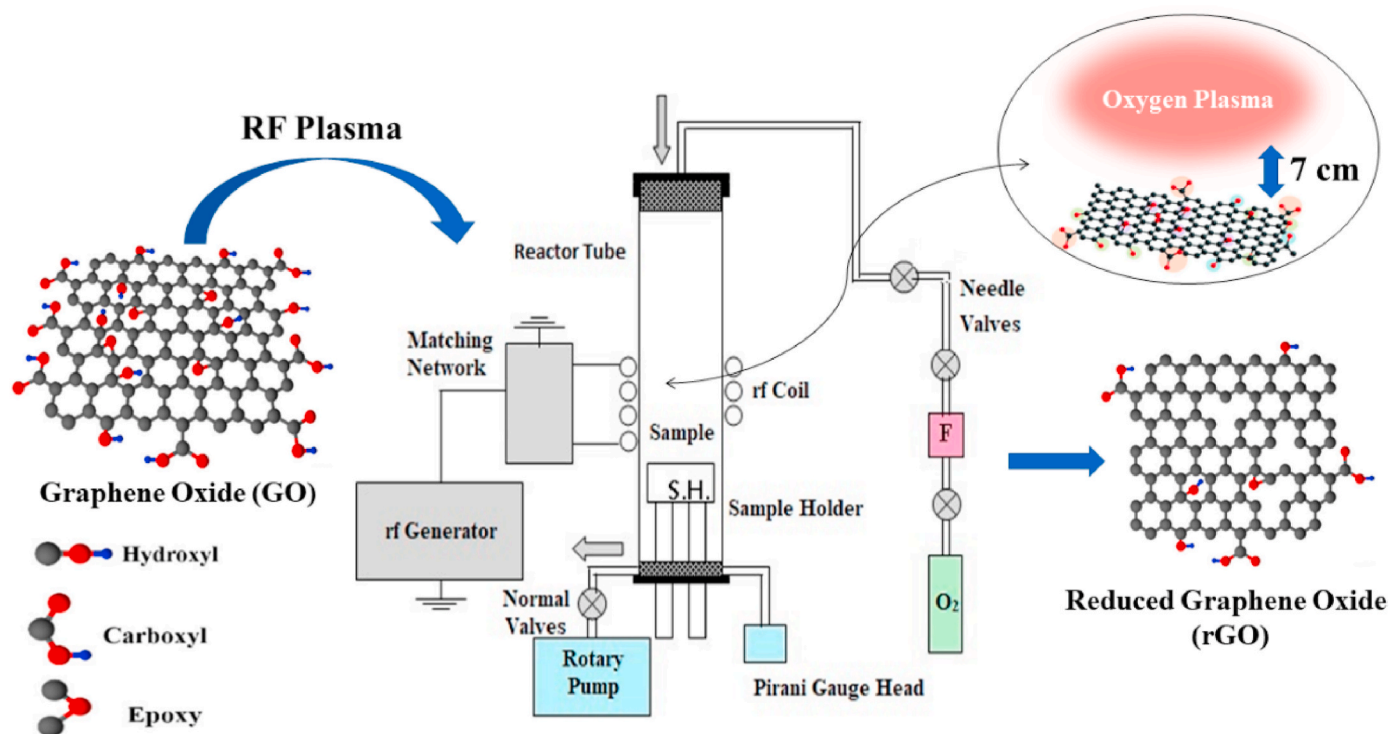 RF Plasma
Graphene Oxide (GO)
Hydroxyl
Carboxyl
Epoxy
Reactor Tube
Matching
Network
rf Generator
Sample
S.H.
rf Coil
Sample Holder
Normal
Valves
Rotary
Pump
Pirani Gauge Head
Needle
Valves
F
O₂
Oxygen Plasma
7 cm
Reduced Graphene Oxide
(rGO)